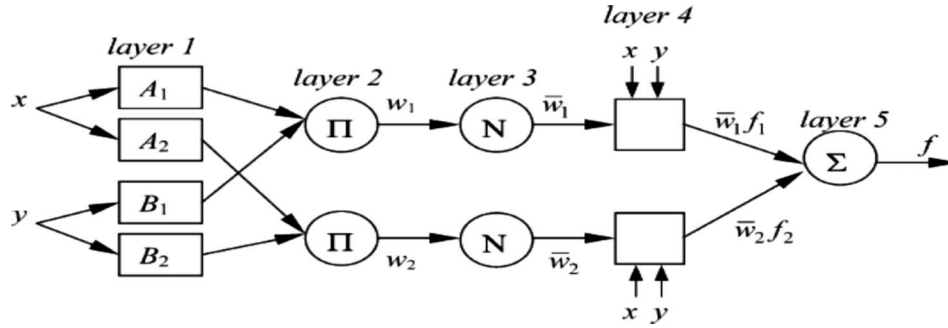 layer 1
layer 2
layer 3
layer 4
layer 5
x
A₁
A₂
y
B₁
B₂
Π
w₁
N
w̅₁
x y
w̅₁f₁
Π
w₂
N
w̅₂
x y
w̅₂f₂
Σ
f